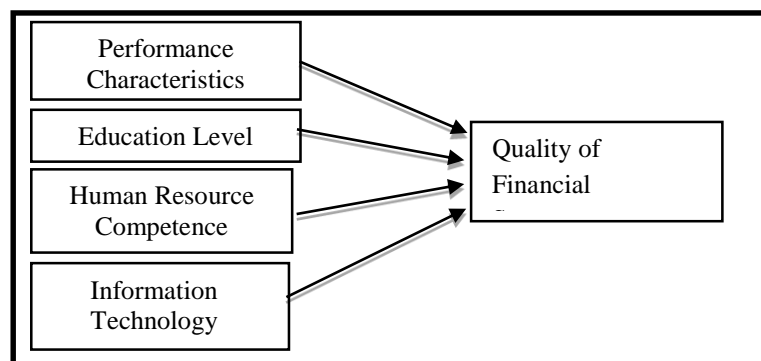 Performance
Characteristics
Education Level
Human Resource
Competence
Information
Technology
Quality of
Financial